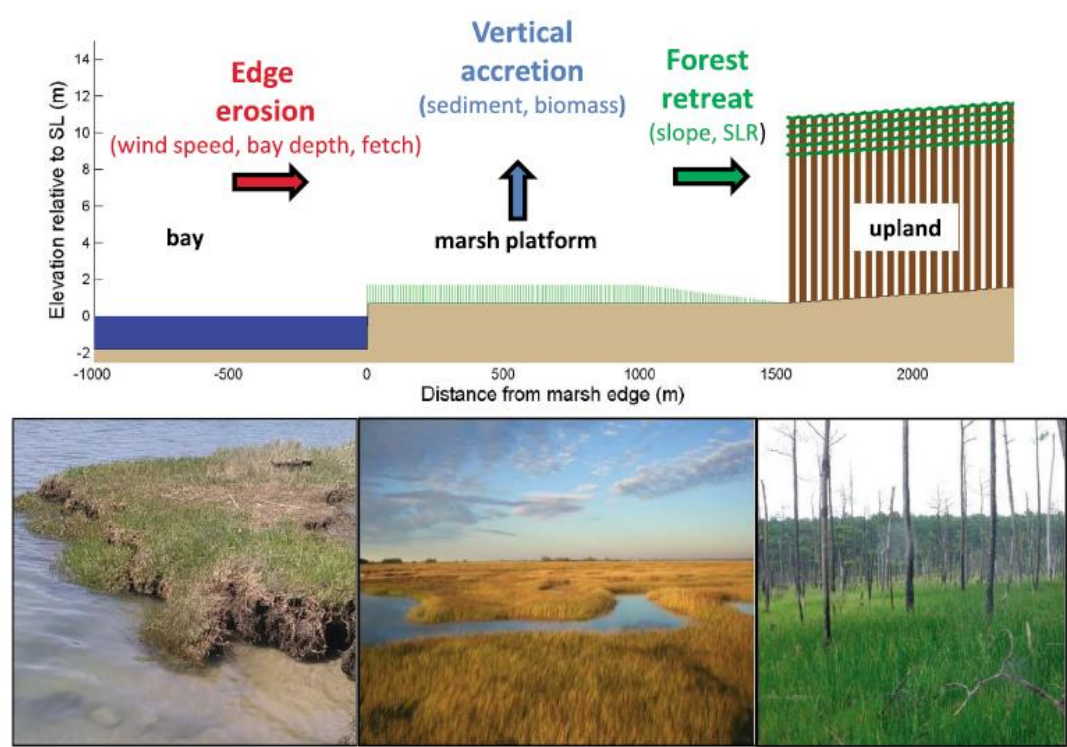 Edge
erosion
(wind speed, bay depth, fetch)
Vertical
accretion
(sediment, biomass)
Forest
retreat
(slope, SLR)
Elevation relative to SL (m)
14
12
10
8
6
4
2
0
-2
bay
marsh platform
upland
-1000
-500
0
500
1000
1500
2000
Distance from marsh edge (m)